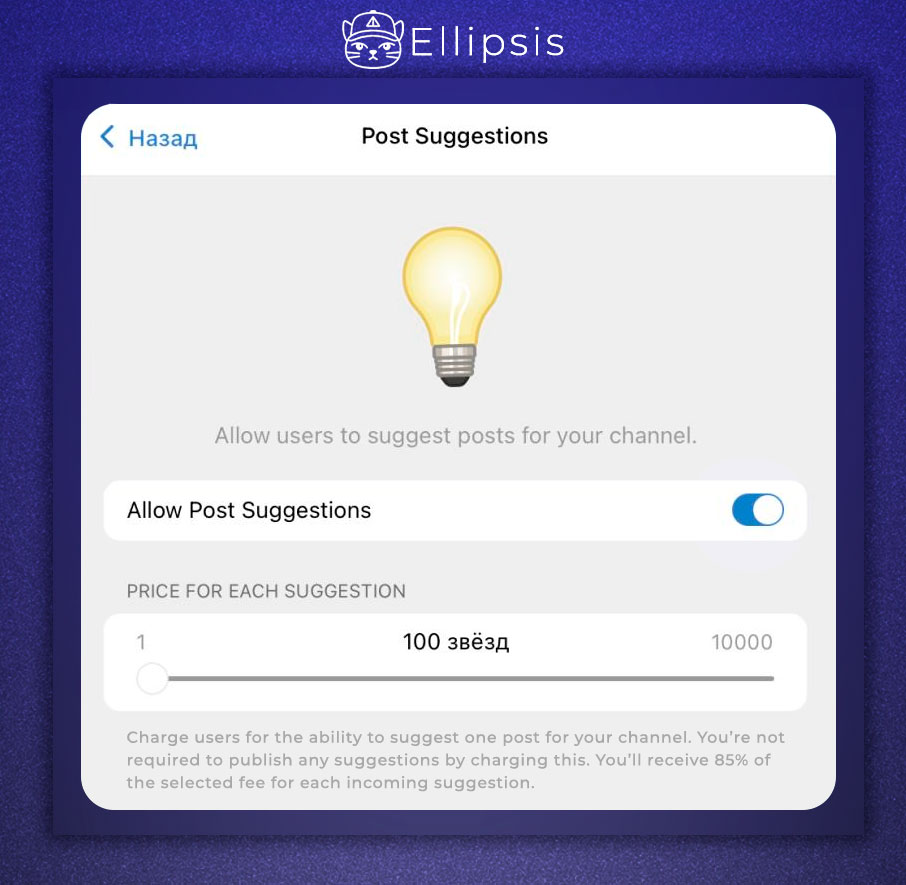 Ellipsis
Назад
Post Suggestions
Allow users to suggest posts for your channel.
Allow Post Suggestions
PRICE FOR EACH SUGGESTION
1 100 звёзд 10000
Charge users for the ability to suggest one post for your channel. You’re not
required to publish any suggestions by charging this. You’ll receive 85% of
the selected fee for each incoming suggestion.